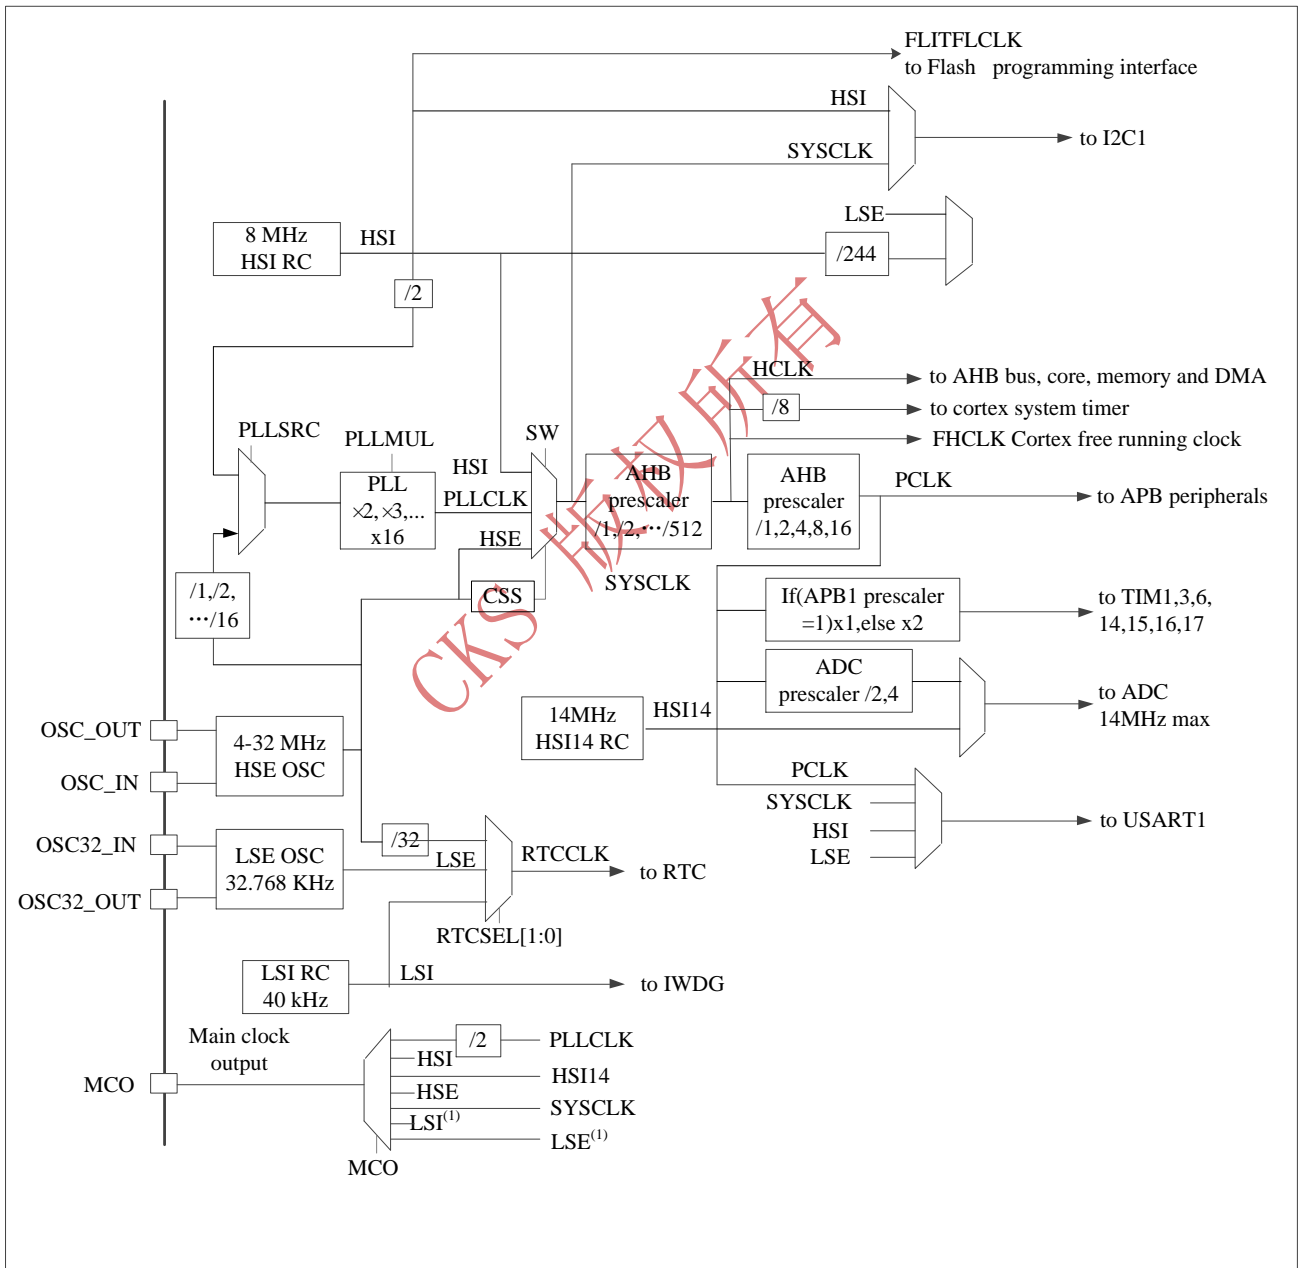 FLITFLCLK
to Flash programming interface
HSI
to I2C1
SYSCLK
LSE
8 MHz
HSI RC
HSI
/244
/2
HCLK
to AHB bus, core, memory and DMA
/8
to cortex system timer
FHCLK Cortex free running clock
PLLSRC
PLLMUL
SW
HSI
PLL
×2, ×3,...
x16
PLLCLK
HSE
AHB
prescaler
/1,/2,…/512
AHB
prescaler
/1,2,4,8,16
PCLK
to APB peripherals
SYSCLK
CSS
/1,/2,
…/16
If(APB1 prescaler
=1)x1,else x2
to TIM1,3,6,
14,15,16,17
ADC
prescaler /2,4
to ADC
14MHz max
14MHz
HSI14 RC
HSI14
OSC_OUT
OSC_IN
4-32 MHz
HSE OSC
PCLK
SYSCLK
HSI
LSE
to USART1
OSC32_IN
OSC32_OUT
LSE OSC
32.768 KHz
/32
LSE
RTCCLK
to RTC
RTCSEL[1:0]
LSI RC
40 kHz
LSI
to IWDG
Main clock
output
MCO
/2
PLLCLK
HSI
HSI14
HSE
SYSCLK
LSI(1)
LSE(1)
MCO
CKS 版权所有